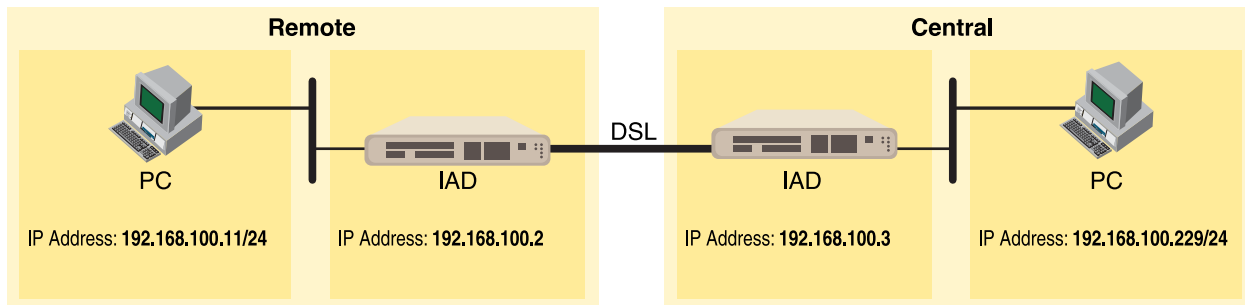 Remote
Central
DSL
PC
IAD
IAD
PC
IP Address: 192.168.100.11/24
IP Address: 192.168.100.2
IP Address: 192.168.100.3
IP Address: 192.168.100.229/24